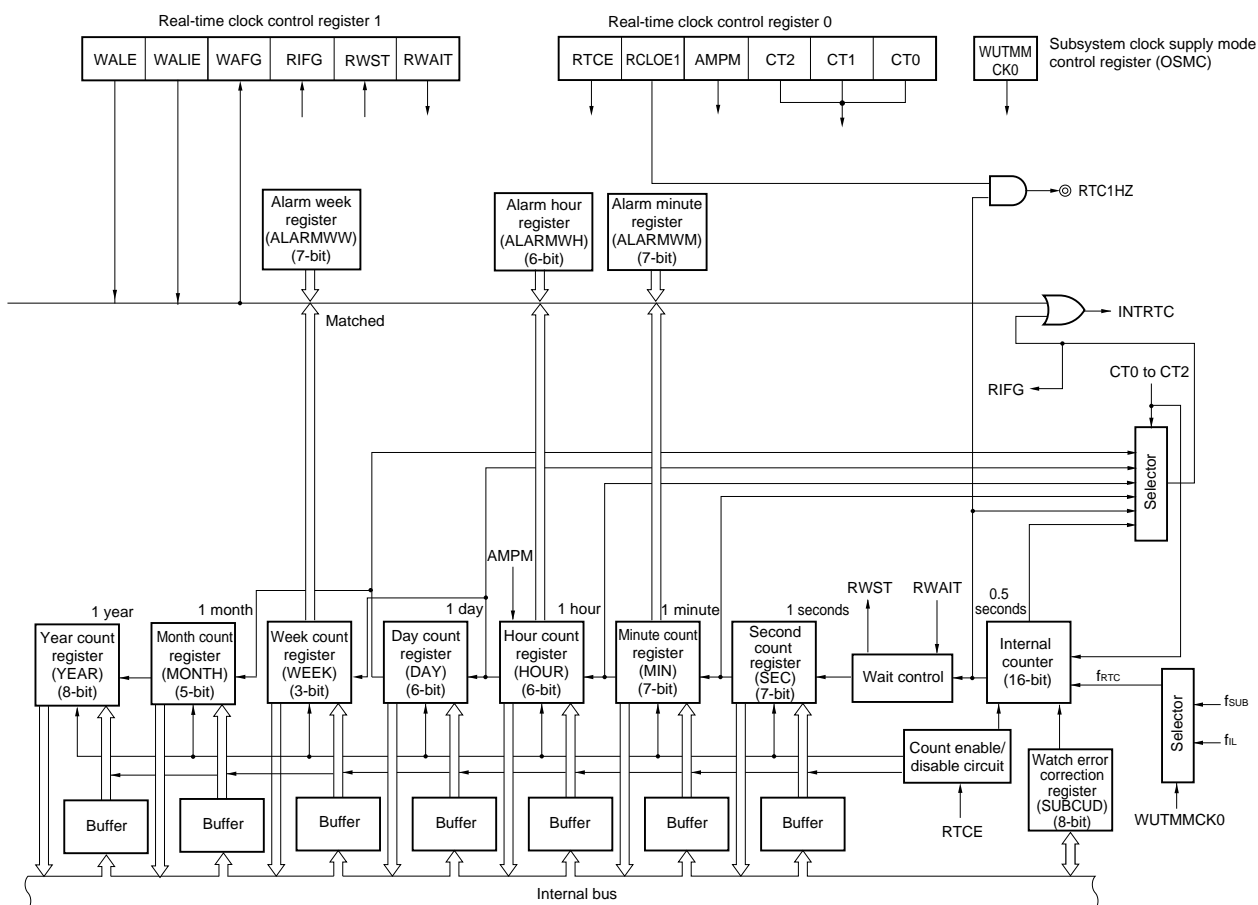 Real-time clock control register 1
Real-time clock control register 0
WALE
WALIE
WAFG
RIFG
RWST
RWAIT
RTCE
RCLOE1
AMPM
CT2
CT1
CT0
WUTMM
CK0
Subsystem clock supply mode
control register (OSMC)
RTC1HZ
Alarm week
register
(ALARMWW)
(7-bit)
Alarm hour
register
(ALARMWH)
(6-bit)
Alarm minute
register
(ALARMWM)
(7-bit)
Matched
INTRTC
RIFG
CT0 to CT2
Selector
AMPM
RWST
RWAIT
1 year
1 month
1 day
1 hour
1 minute
1 seconds
0.5
seconds
Year count
register
(YEAR)
(8-bit)
Month count
register
(MONTH)
(5-bit)
Week count
register
(WEEK)
(3-bit)
Day count
register
(DAY)
(6-bit)
Hour count
register
(HOUR)
(6-bit)
Minute count
register
(MIN)
(7-bit)
Second
count
register
(SEC)
(7-bit)
Wait control
Internal
counter
(16-bit)
fRTC
Selector
fSUB
fIL
Count enable/
disable circuit
Watch error
correction
register
(SUBCUD)
(8-bit)
RTCE
WUTMMCK0
Buffer
Buffer
Buffer
Buffer
Buffer
Buffer
Buffer
Internal bus